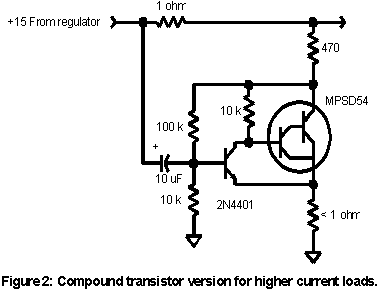 1 ohm
+15 From regulator
470
MPSD54
10 k
100 k
+
10 uF
10 k
2N4401
< 1 ohm
Figure 2: Compound transistor version for higher current loads.